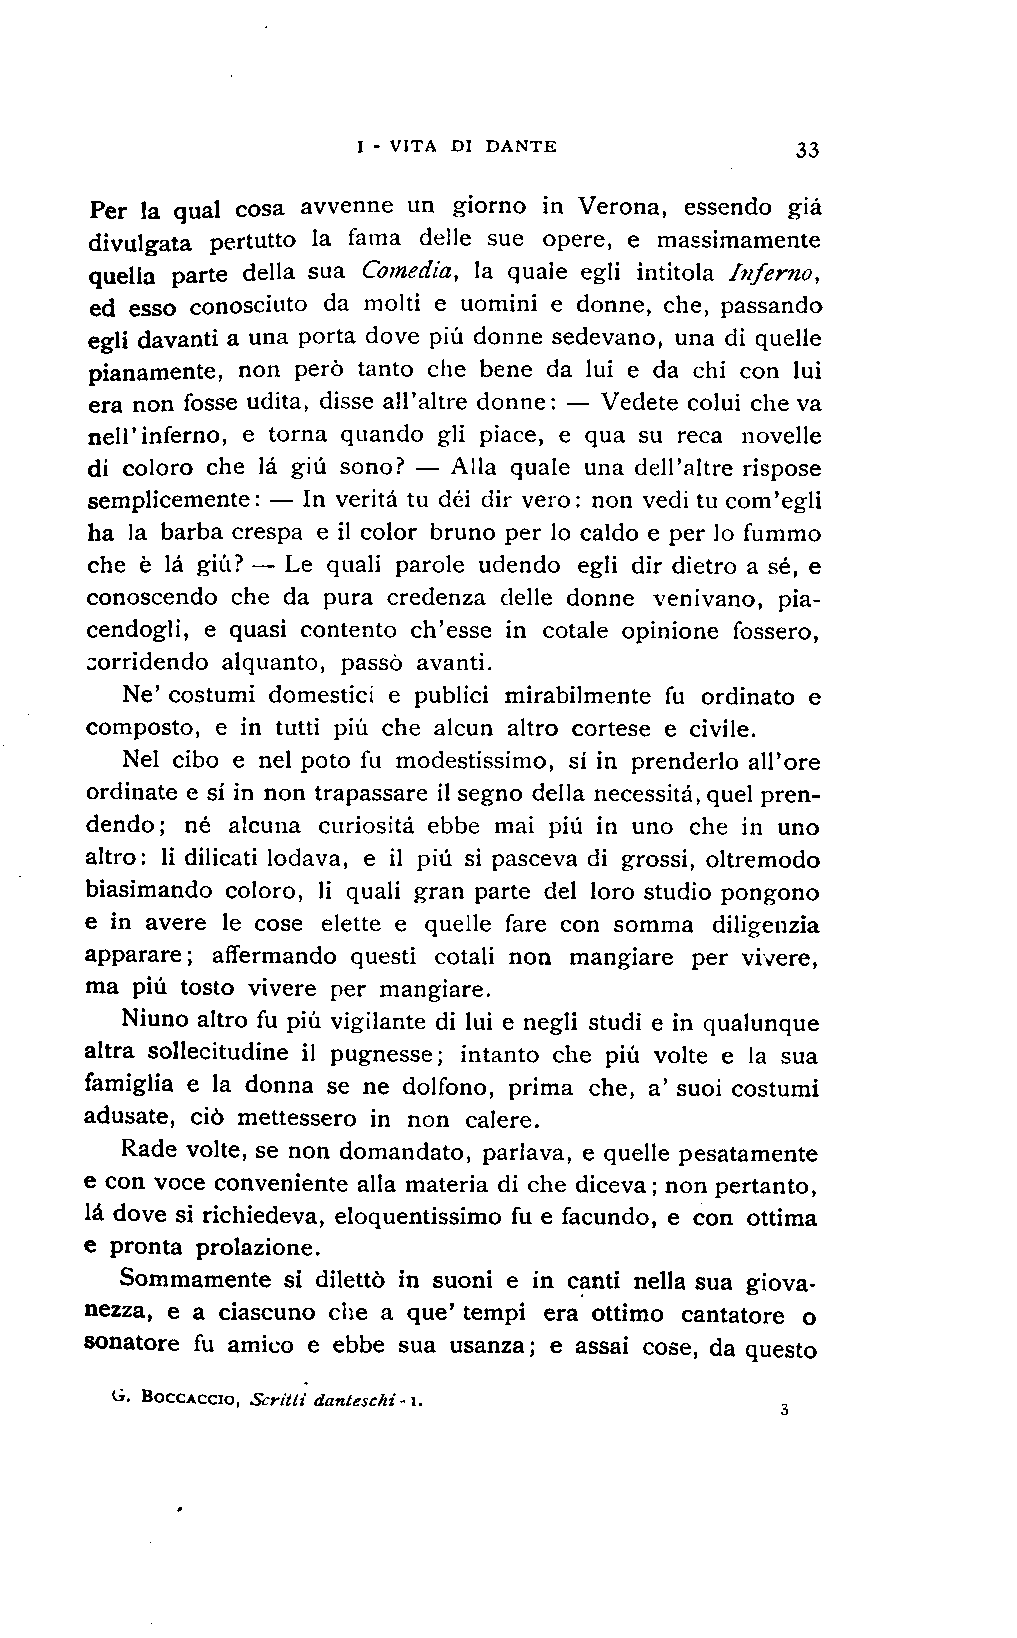 I - VITA DI DANTE 33
Per la qual cosa avvenne un giorno in Verona, essendo giá
divulgata pertutto la fama delle sue opere, e massimamente
quella parte della sua Comedia, la quale egli intitola Inferno,
ed esso conosciuto da molti e uomini e donne, che, passando
egli davanti a una porta dove piú donne sedevano, una di quelle
pianamente, non però tanto che bene da lui e da chi con lui
era non fosse udita, disse all'altre donne: — Vedete colui che va
nell'inferno, e torna quando gli piace, e qua su reca novelle
di coloro che lá giú sono? — Alla quale una dell'altre rispose
semplicemente: — In veritá tu déi dir vero: non vedi tu com'egli
ha la barba crespa e il color bruno per lo caldo e per lo fummo
che è lá giú? — Le quali parole udendo egli dir dietro a sé, e
conoscendo che da pura credenza delle donne venivano, pia-
cendogli, e quasi contento ch'esse in cotale opinione fossero,
sorridendo alquanto, passò avanti.
Ne' costumi domestici e publici mirabilmente fu ordinato e
composto, e in tutti piú che alcun altro cortese e civile.
Nel cibo e nel poto fu modestissimo, sí in prenderlo all'ore
ordinate e sí in non trapassare il segno della necessitá, quel pren-
dendo; né alcuna curiositá ebbe mai piú in uno che in uno
altro: li dilicati lodava, e il piú si pasceva di grossi, oltremodo
biasimando coloro, li quali gran parte del loro studio pongono
e in avere le cose elette e quelle fare con somma diligenzia
apparare; affermando questi cotali non mangiare per vivere,
ma piú tosto vivere per mangiare.
Niuno altro fu piú vigilante di lui e negli studi e in qualunque
altra sollecitudine il pugnesse; intanto che piú volte e la sua
famiglia e la donna se ne dolfono, prima che, a' suoi costumi
adusate, ciò mettessero in non calere.
Rade volte, se non domandato, parlava, e quelle pesatamente
e con voce conveniente alla materia di che diceva; non pertanto,
lá dove si richiedeva, eloquentissimo fu e facundo, e con ottima
e pronta prolazione.
Sommamente si dilettò in suoni e in canti nella sua giova-
nezza, e a ciascuno che a que' tempi era ottimo cantatore o
sonatore fu amico e ebbe sua usanza; e assai cose, da questo
G. BOCCACCIO, Scritti danteschi - I.
3